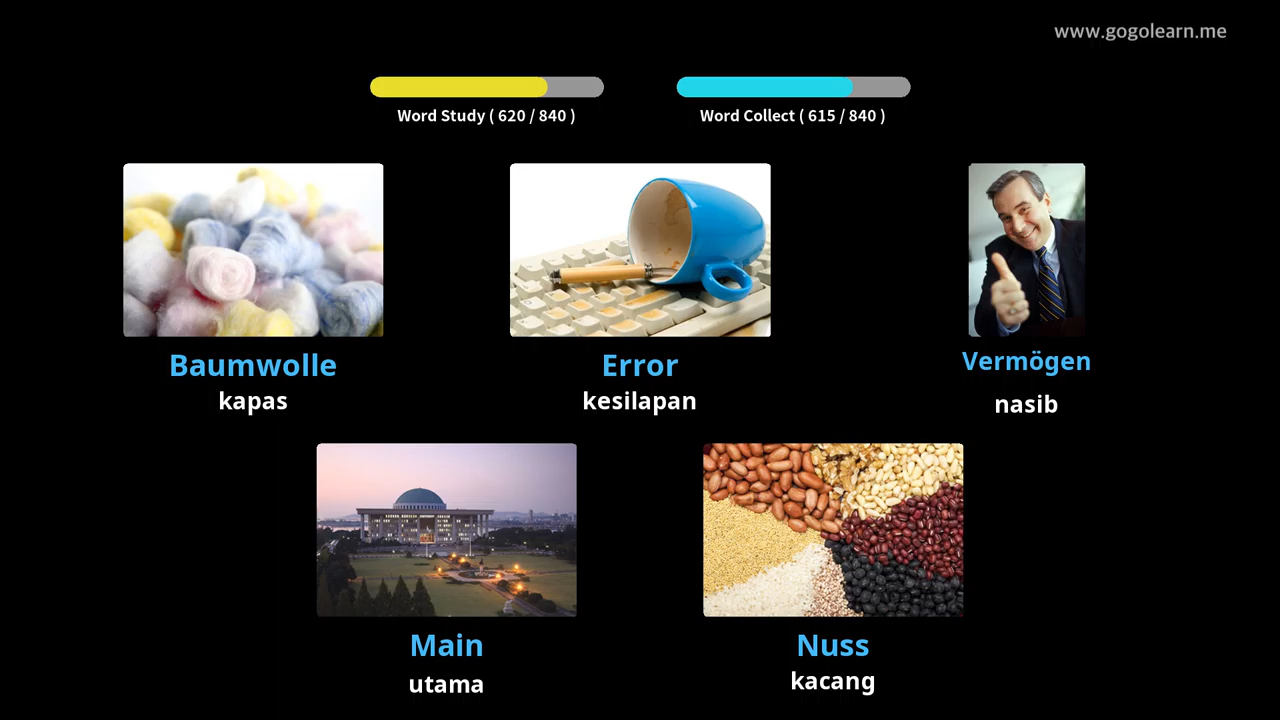 www.gogolearn.me
Word Study ( 620 / 840 )
Word Collect ( 615 / 840 )
Baumwolle
kapas
Error
kesilapan
Vermögen
nasib
Main
utama
Nuss
kacang